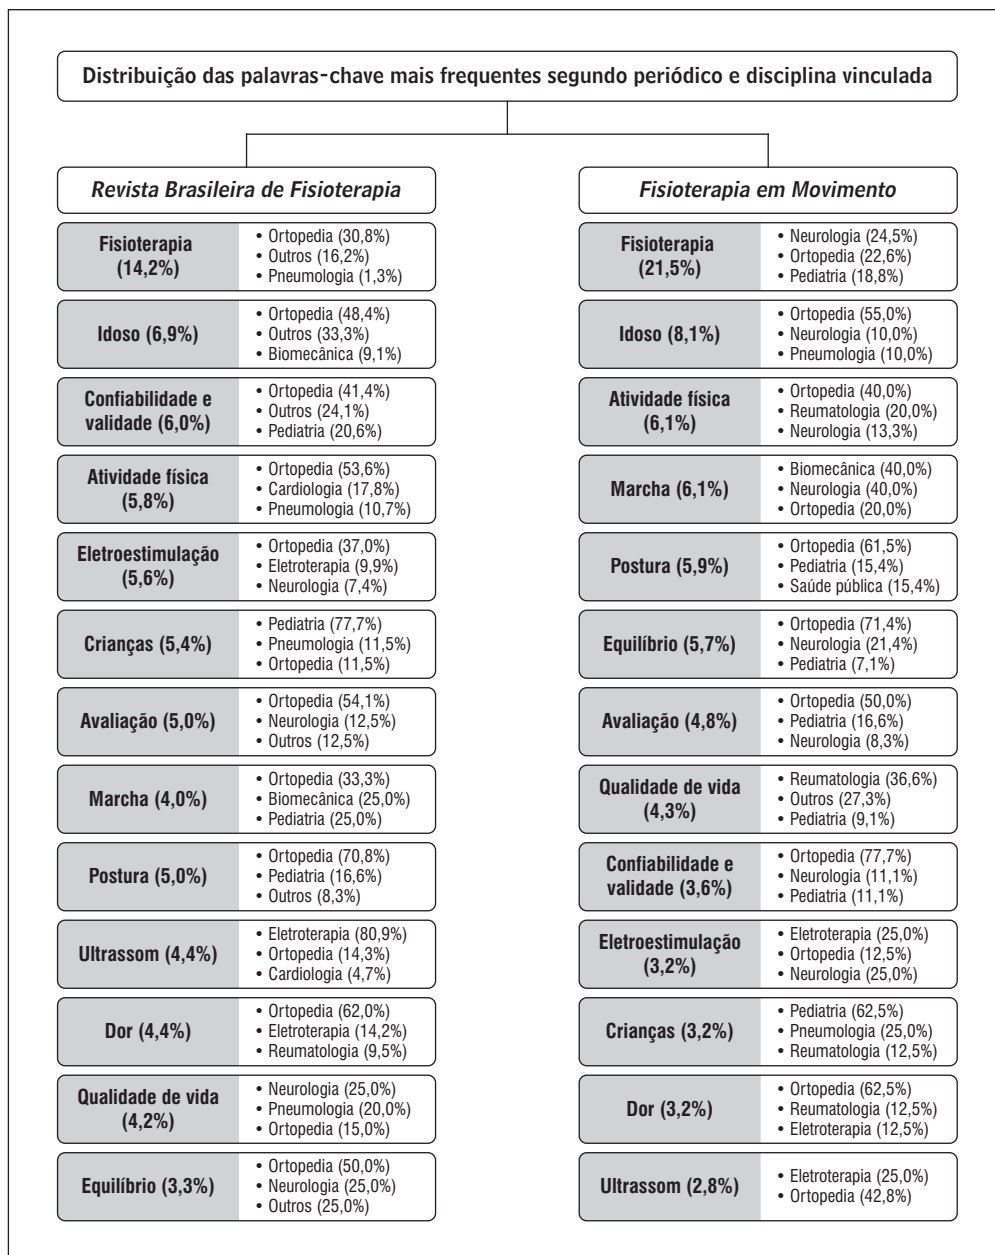 Distribuição das palavras-chave mais frequentes segundo periódico e disciplina vinculada
Revista Brasileira de Fisioterapia
Fisioterapia
(14,2%)
• Ortopedia (30,8%)
• Outros (16,2%)
• Pneumologia (1,3%)
Idoso (6,9%)
• Ortopedia (48,4%)
• Outros (33,3%)
• Biomecânica (9,1%)
Confiabilidade e
validade (6,0%)
• Ortopedia (41,4%)
• Outros (24,1%)
• Pediatria (20,6%)
Atividade física
(5,8%)
• Ortopedia (53,6%)
• Cardiologia (17,8%)
• Pneumologia (10,7%)
Eletroestimulação
(5,6%)
• Ortopedia (37,0%)
• Eletroterapia (9,9%)
• Neurologia (7,4%)
Crianças (5,4%)
• Pediatria (77,7%)
• Pneumologia (11,5%)
• Ortopedia (11,5%)
Avaliação (5,0%)
• Ortopedia (54,1%)
• Neurologia (12,5%)
• Outros (12,5%)
Marcha (4,0%)
• Ortopedia (33,3%)
• Biomecânica (25,0%)
• Pediatria (25,0%)
Postura (5,0%)
• Ortopedia (70,8%)
• Pediatria (16,6%)
• Outros (8,3%)
Ultrassom (4,4%)
• Eletroterapia (80,9%)
• Ortopedia (14,3%)
• Cardiologia (4,7%)
Dor (4,4%)
• Ortopedia (62,0%)
• Eletroterapia (14,2%)
• Reumatologia (9,5%)
Qualidade de vida
(4,2%)
• Neurologia (25,0%)
• Pneumologia (20,0%)
• Ortopedia (15,0%)
Equilíbrio (3,3%)
• Ortopedia (50,0%)
• Neurologia (25,0%)
• Outros (25,0%)
Fisioterapia em Movimento
Fisioterapia
(21,5%)
• Neurologia (24,5%)
• Ortopedia (22,6%)
• Pediatria (18,8%)
Idoso (8,1%)
• Ortopedia (55,0%)
• Neurologia (10,0%)
• Pneumologia (10,0%)
Atividade física
(6,1%)
• Ortopedia (40,0%)
• Reumatologia (20,0%)
• Neurologia (13,3%)
Marcha (6,1%)
• Biomecânica (40,0%)
• Neurologia (40,0%)
• Ortopedia (20,0%)
Postura (5,9%)
• Ortopedia (61,5%)
• Pediatria (15,4%)
• Saúde pública (15,4%)
Equilíbrio (5,7%)
• Ortopedia (71,4%)
• Neurologia (21,4%)
• Pediatria (7,1%)
Avaliação (4,8%)
• Ortopedia (50,0%)
• Pediatria (16,6%)
• Neurologia (8,3%)
Qualidade de vida
(4,3%)
• Reumatologia (36,6%)
• Outros (27,3%)
• Pediatria (9,1%)
Confiabilidade e
validade (3,6%)
• Ortopedia (77,7%)
• Neurologia (11,1%)
• Pediatria (11,1%)
Eletroestimulação
(3,2%)
• Eletroterapia (25,0%)
• Ortopedia (12,5%)
• Neurologia (25,0%)
Crianças (3,2%)
• Pediatria (62,5%)
• Pneumologia (25,0%)
• Reumatologia (12,5%)
Dor (3,2%)
• Ortopedia (62,5%)
• Reumatologia (12,5%)
• Eletroterapia (12,5%)
Ultrassom (2,8%)
• Eletroterapia (25,0%)
• Ortopedia (42,8%)